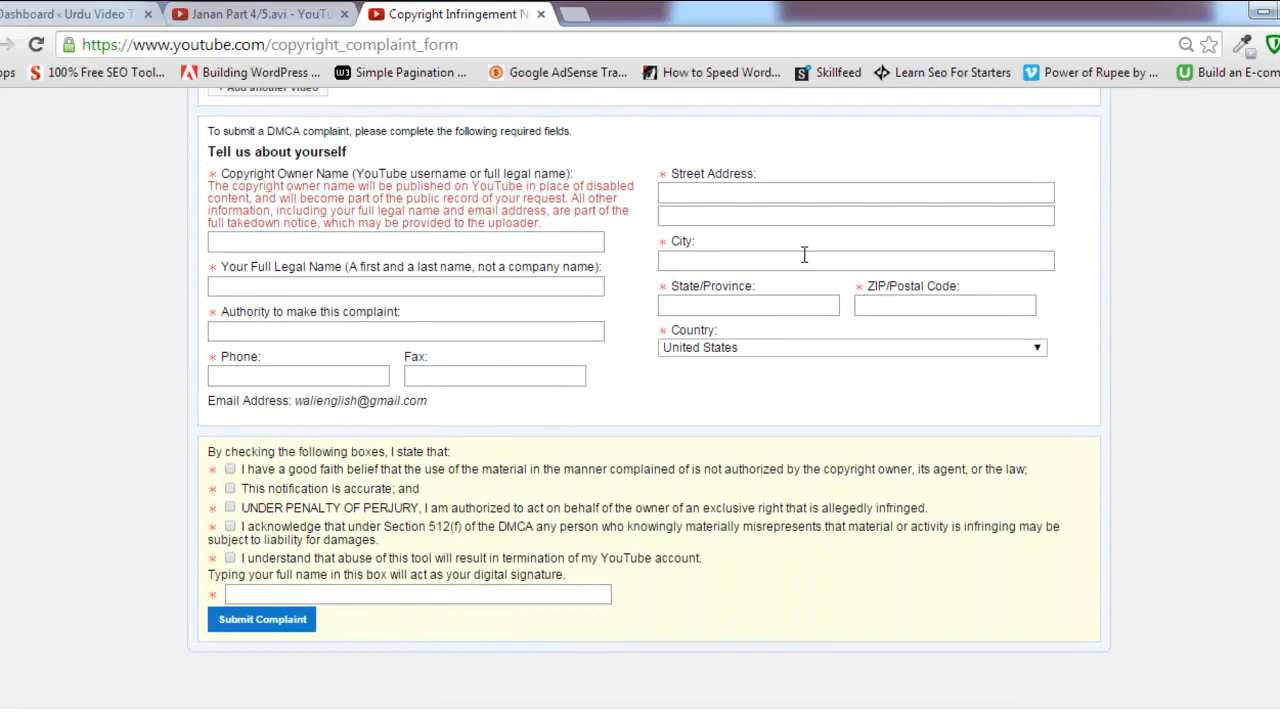 Dashboard ‹ Urdu Video T
Janan Part 4/5.avi - YouTu
Copyright Infringement N
https://www.youtube.com/copyright_complaint_form
ops
100% Free SEO Tool...
Building WordPress ...
Simple Pagination ...
Google AdSense Tra...
How to Speed Word...
Skillfeed
Learn Seo For Starters
Power of Rupee by ...
Build an E-com
+ Add another Video
To submit a DMCA complaint, please complete the following required fields.
Tell us about yourself
* Copyright Owner Name (YouTube username or full legal name):
The copyright owner name will be published on YouTube in place of disabled
content, and will become part of the public record of your request. All other
information, including your full legal name and email address, are part of the
full takedown notice, which may be provided to the uploader.
* Your Full Legal Name (A first and a last name, not a company name):
* Authority to make this complaint:
* Phone:
Fax:
Email Address: walienglish@gmail.com
* Street Address:
* City:
* State/Province:
* ZIP/Postal Code:
* Country:
United States
By checking the following boxes, I state that:
* I have a good faith belief that the use of the material in the manner complained of is not authorized by the copyright owner, its agent, or the law;
* This notification is accurate; and
* UNDER PENALTY OF PERJURY, I am authorized to act on behalf of the owner of an exclusive right that is allegedly infringed.
* I acknowledge that under Section 512(f) of the DMCA any person who knowingly materially misrepresents that material or activity is infringing may be
subject to liability for damages.
* I understand that abuse of this tool will result in termination of my YouTube account.
Typing your full name in this box will act as your digital signature.
*
Submit Complaint